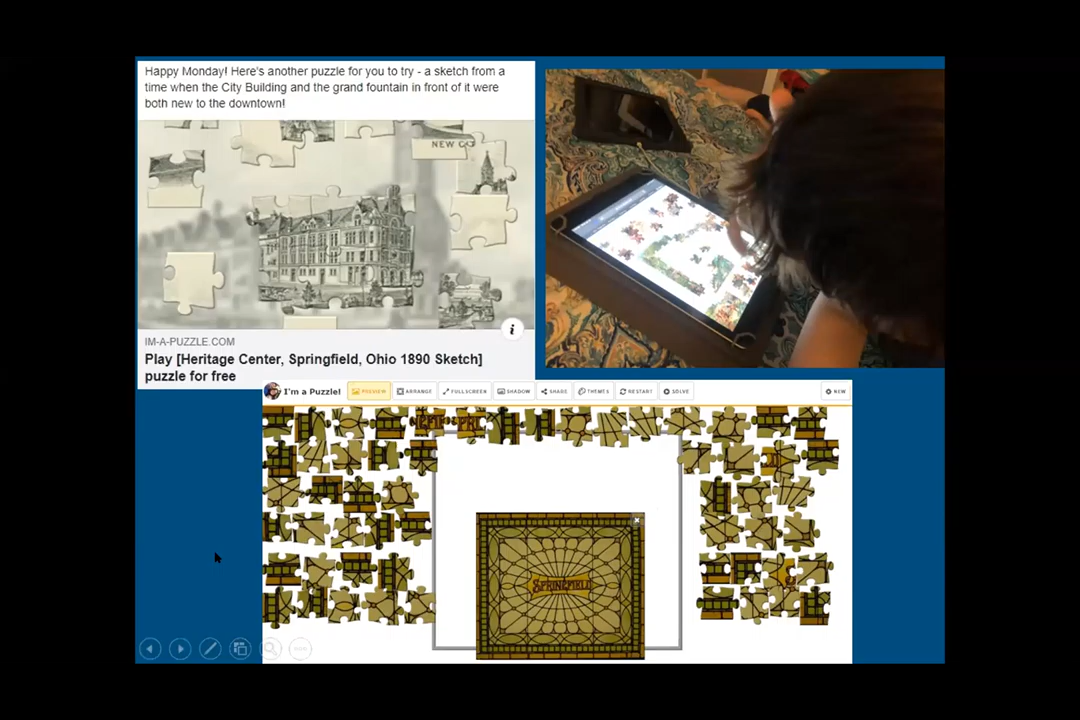 Happy Monday! Here's another puzzle for you to try - a sketch from a
time when the City Building and the grand fountain in front of it were
both new to the downtown!
NEW C
IM-A-PUZZLE.COM
Play [Heritage Center, Springfield, Ohio 1890 Sketch]
puzzle for free
I'm a Puzzle!
PREVIEW
ARRANGE
FULLSCREEN
SHADOW
SHARE
THEMES
RESTART
SOLVE
NEW
SPRINGFIELD